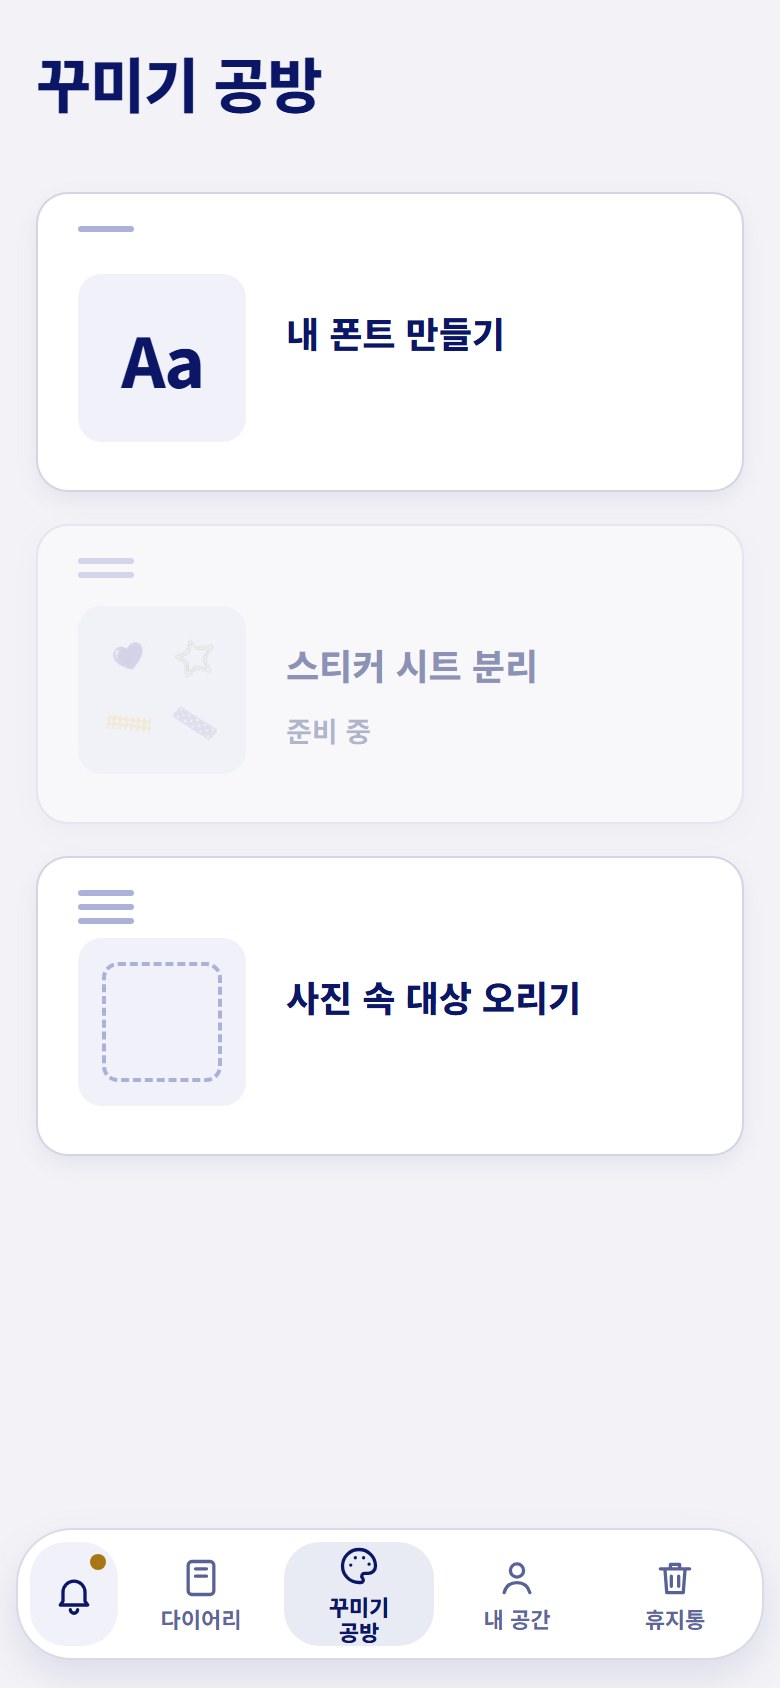 꾸미기 공방
Aa
내 폰트 만들기
스티커 시트 분리
준비 중
사진 속 대상 오리기
다이어리
꾸미기
공방
내 공간
휴지통